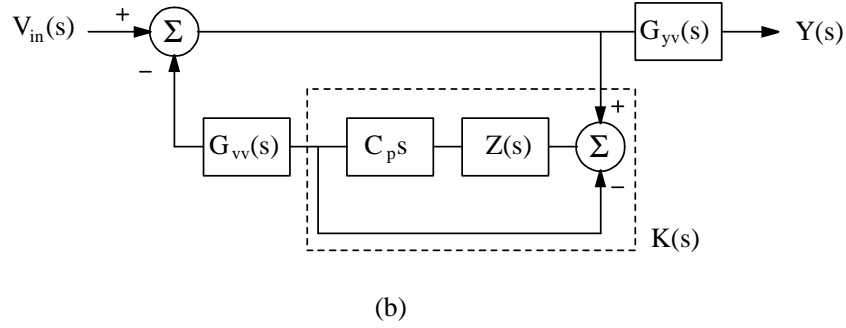 V_in(s) + Σ G_yv(s) Y(s)
−
+
G_vv(s) C_p s Z(s) Σ
−
K(s)
(b)